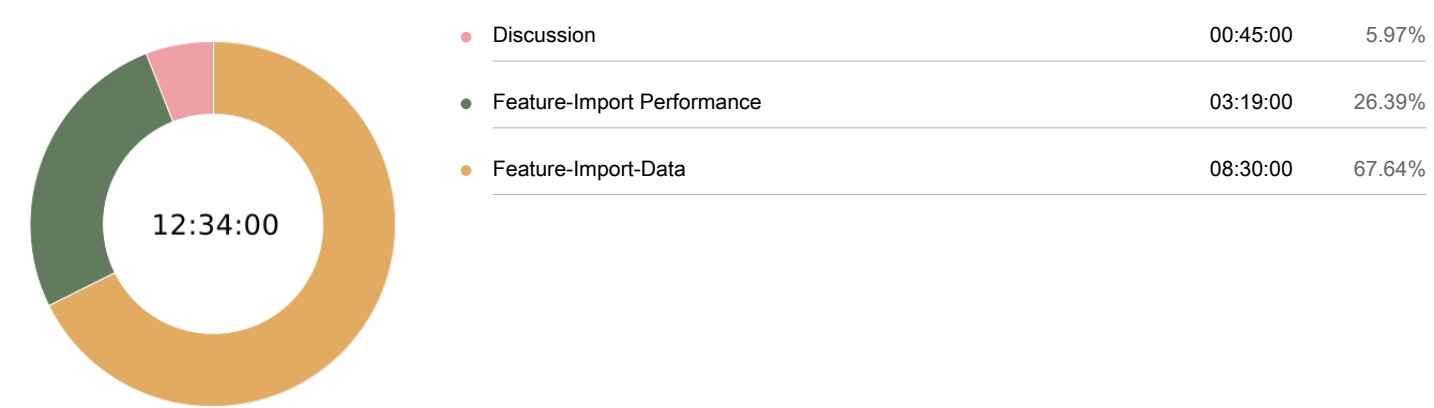 Discussion 00:45:00 5.97%
Feature-Import Performance 03:19:00 26.39%
Feature-Import-Data 08:30:00 67.64%
12:34:00